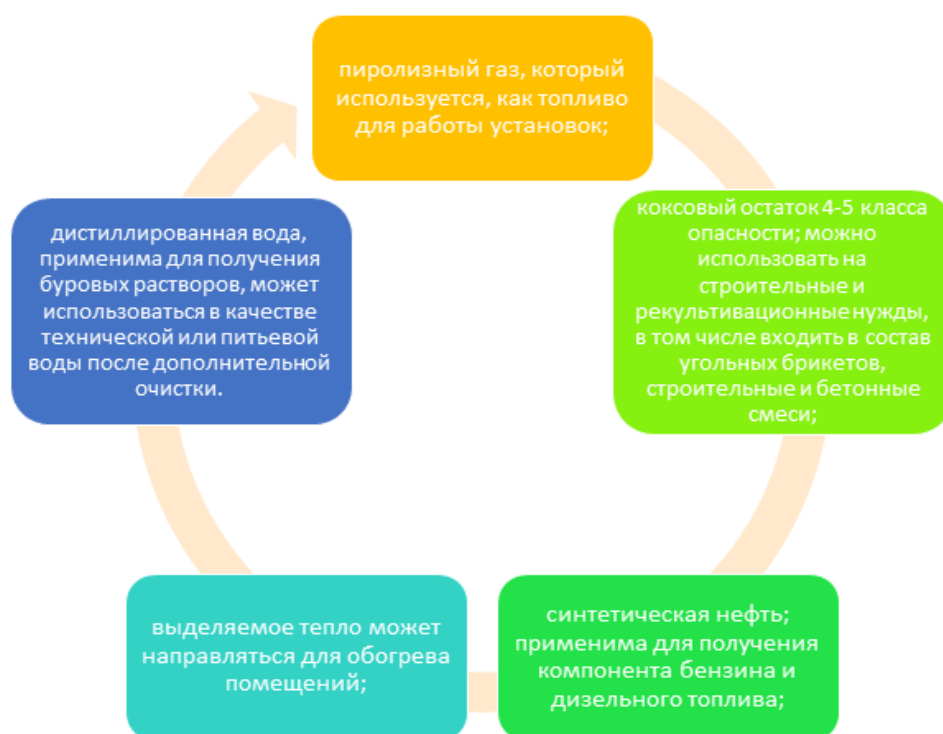 пиролизный газ, который
используется, как топливо
для работы установок;
коксовый остаток 4-5 класса
опасности; можно
использовать на
строительные и
рекультивационные нужды,
в том числе входить в состав
угольных брикетов,
строительные и бетонные
смеси;
синтетическая нефть;
применима для получения
компонента бензина и
дизельного топлива;
выделяемое тепло может
направляться для обогрева
помещений;
дистиллированная вода,
применима для получения
буровых растворов, может
использоваться в качестве
технической или питьевой
воды после дополнительной
очистки.